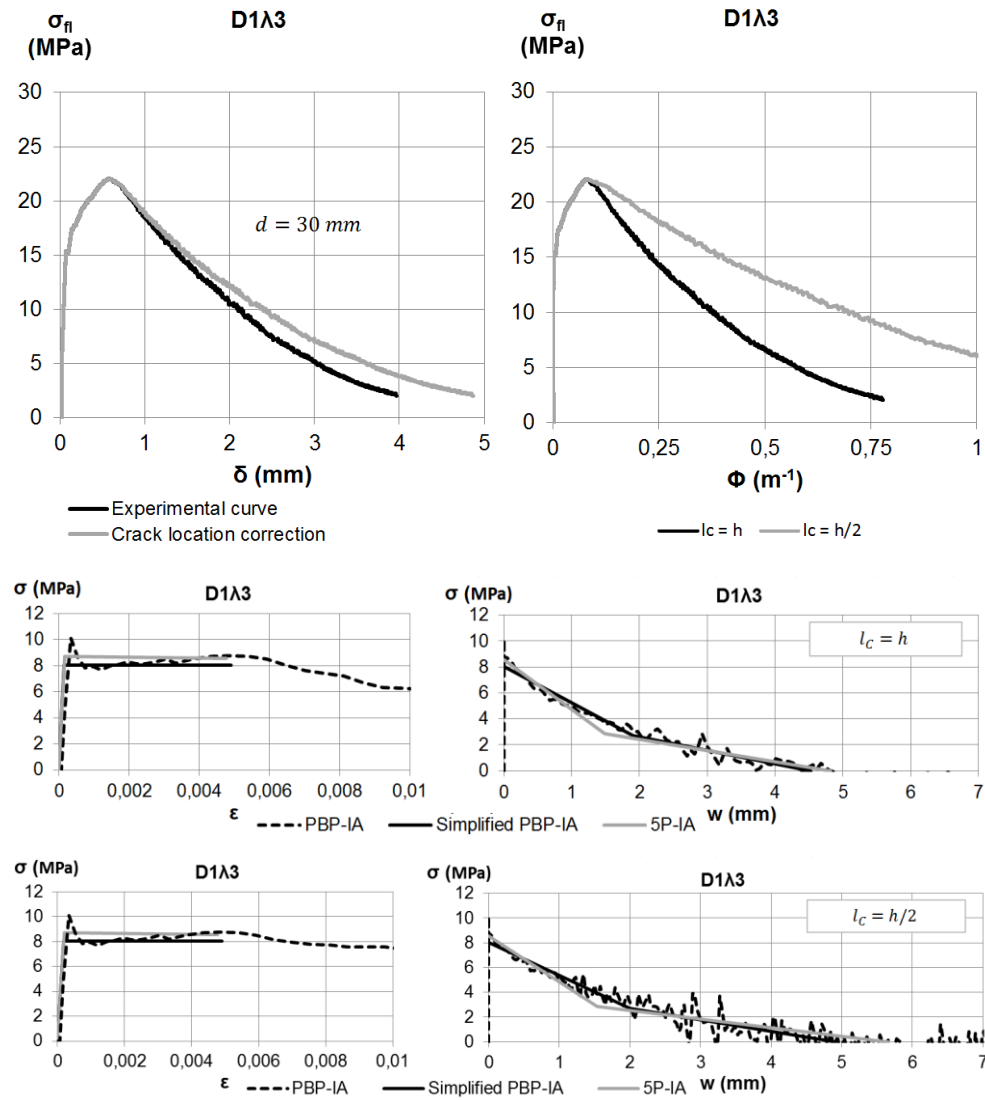 σfl
(MPa)
D1λ3
30
25
20
15
10
5
0
d = 30 mm
0 1 2 3 4 5
δ (mm)
Experimental curve
Crack location correction
σfl
(MPa)
D1λ3
30
25
20
15
10
5
0
0 0,25 0,5 0,75 1
Φ (m-1)
lc = h lc = h/2
σ (MPa)
D1λ3
12
10
8
6
4
2
0
0 0,002 0,004 0,006 0,008 0,01
ε
σ (MPa)
D1λ3
12
10
8
6
4
2
0
lC = h
0 1 2 3 4 5 6 7
w (mm)
PBP-IA Simplified PBP-IA 5P-IA
σ (MPa)
D1λ3
12
10
8
6
4
2
0
0 0,002 0,004 0,006 0,008 0,01
ε
σ (MPa)
D1λ3
12
10
8
6
4
2
0
lC = h/2
0 1 2 3 4 5 6 7
w (mm)
PBP-IA Simplified PBP-IA 5P-IA